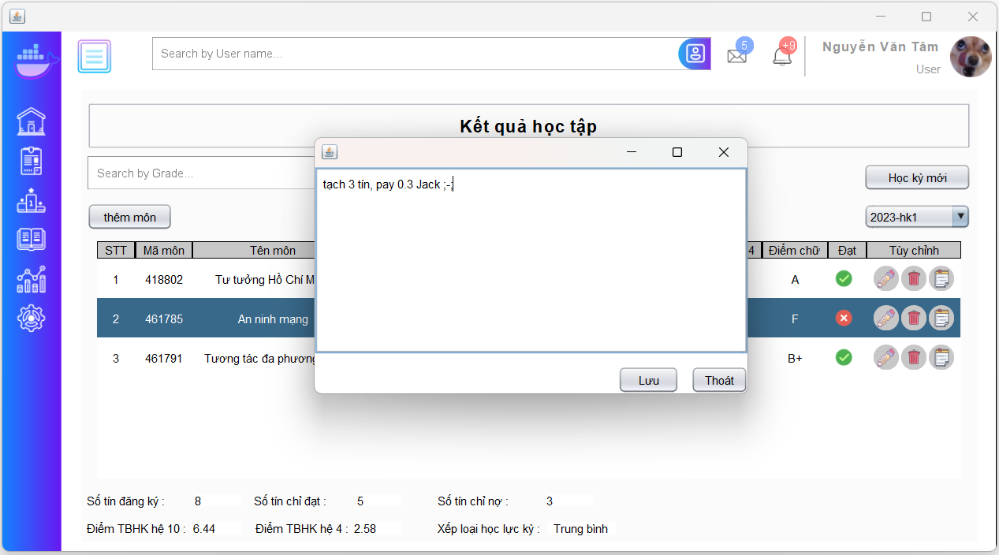 Search by User name...
5
+9
Nguyễn Văn Tâm
User
Kết quả học tập
Search by Grade...
Học kỳ mới
tạch 3 tín, pay 0.3 Jack ;-;
thêm môn
2023-hk1
STT Mã môn Tên môn 4 Điểm chữ Đạt Tùy chỉnh
1 418802 Tư tưởng Hồ Chí M A
2 461785 An ninh mạng F
3 461791 Tương tác đa phương B+
Lưu Thoát
Số tín đăng ký : 8 Số tín chỉ đạt : 5 Số tín chỉ nợ : 3
Điểm TBHK hệ 10 : 6.44 Điểm TBHK hệ 4 : 2.58 Xếp loại học lực kỳ : Trung bình